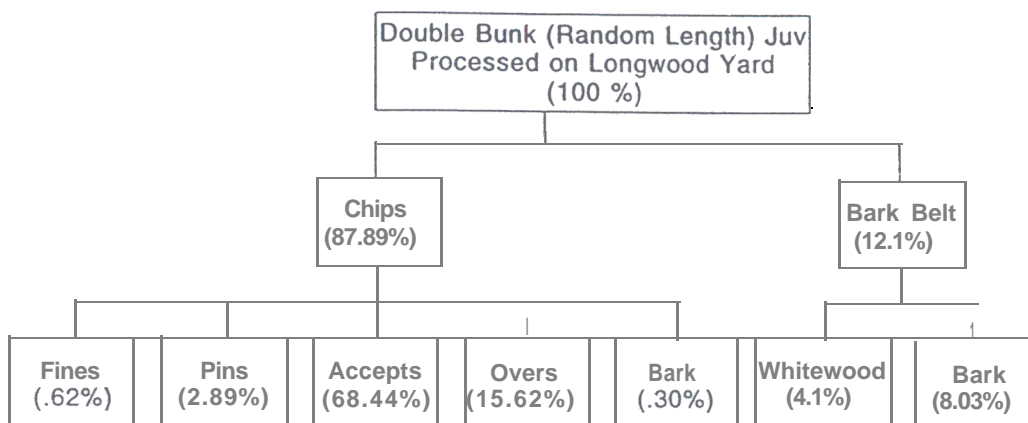 Double Bunk (Random Length) Juv
Processed on Longwood Yard
(100 %)
Chips
(87.89%)
Bark Belt
(12.1%)
Fines
(.62%)
Pins
(2.89%)
Accepts
(68.44%)
Overs
(15.62%)
Bark
(.30%)
Whitewood
(4.1%)
Bark
(8.03%)